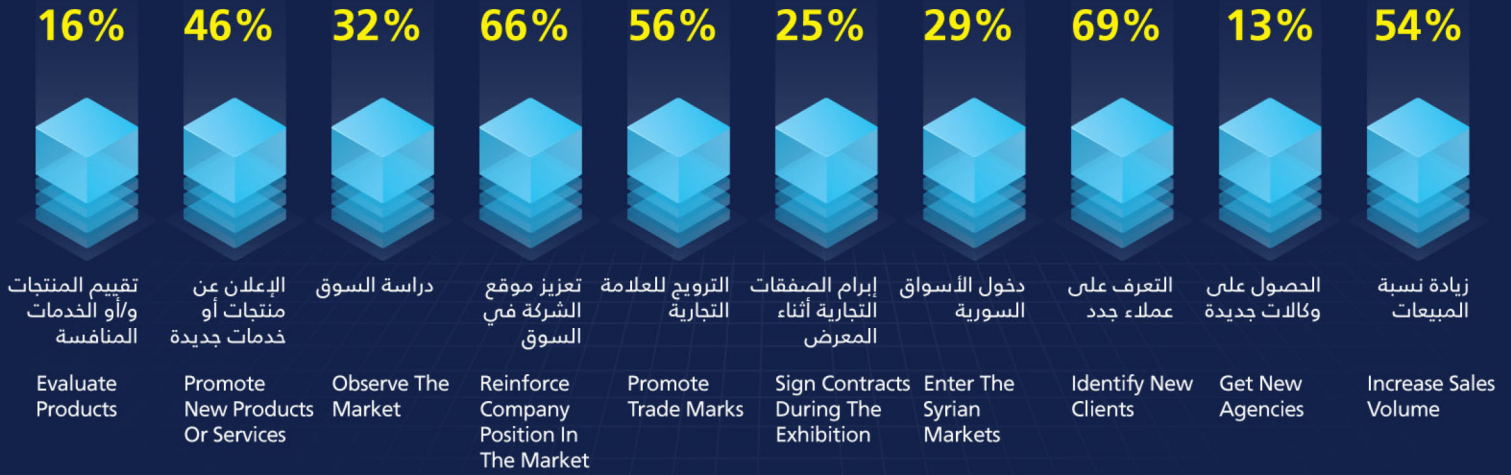 16%
46%
32%
66%
56%
25%
29%
69%
13%
54%
تقييم المنتجات
و/أو الخدمات
المنافسة
الإعلان عن
منتجات أو
خدمات جديدة
دراسة السوق
تعزيز موقع
الشركة في
السوق
الترويج للعلامة
التجارية
إبرام الصفقات
التجارية أثناء
المعرض
دخول الأسواق
السورية
التعرف على
عملاء جدد
الحصول على
وكالات جديدة
زيادة نسبة
المبيعات
Evaluate
Products
Promote
New Products
Or Services
Observe The
Market
Reinforce
Company
Position In
The Market
Promote
Trade Marks
Sign Contracts
During The
Exhibition
Enter The
Syrian
Markets
Identify New
Clients
Get New
Agencies
Increase Sales
Volume